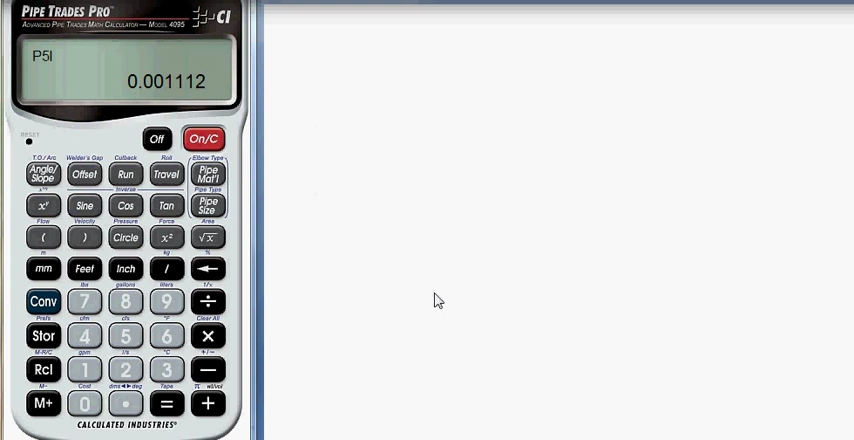 PIPE TRADES PRO™
ADVANCED PIPE TRADES MATH CALCULATOR — MODEL 4095
CI
P5I
0.001112
RESET
Off On/C
T.O./Arc Welder's Gap Cutback Roll Elbow Type
Angle/Slope Offset Run Travel Pipe Mat'l
Inverse Pipe Type
Sine Cos Tan Pipe Size
Flow Velocity Pressure Force Area
( ) Circle x² √x
m kg %
mm Feet Inch / ←
lbs gallons liters 1/x
Conv 7 8 9 ÷
Prefs cfm cfs °F Clear All
Stor 4 5 6 ×
M-R/C gpm l/s °C +/−
Rcl 1 2 3 −
M- Cost dms◄►deg Tape π wt/vol
M+ 0 • = +
CALCULATED INDUSTRIES®